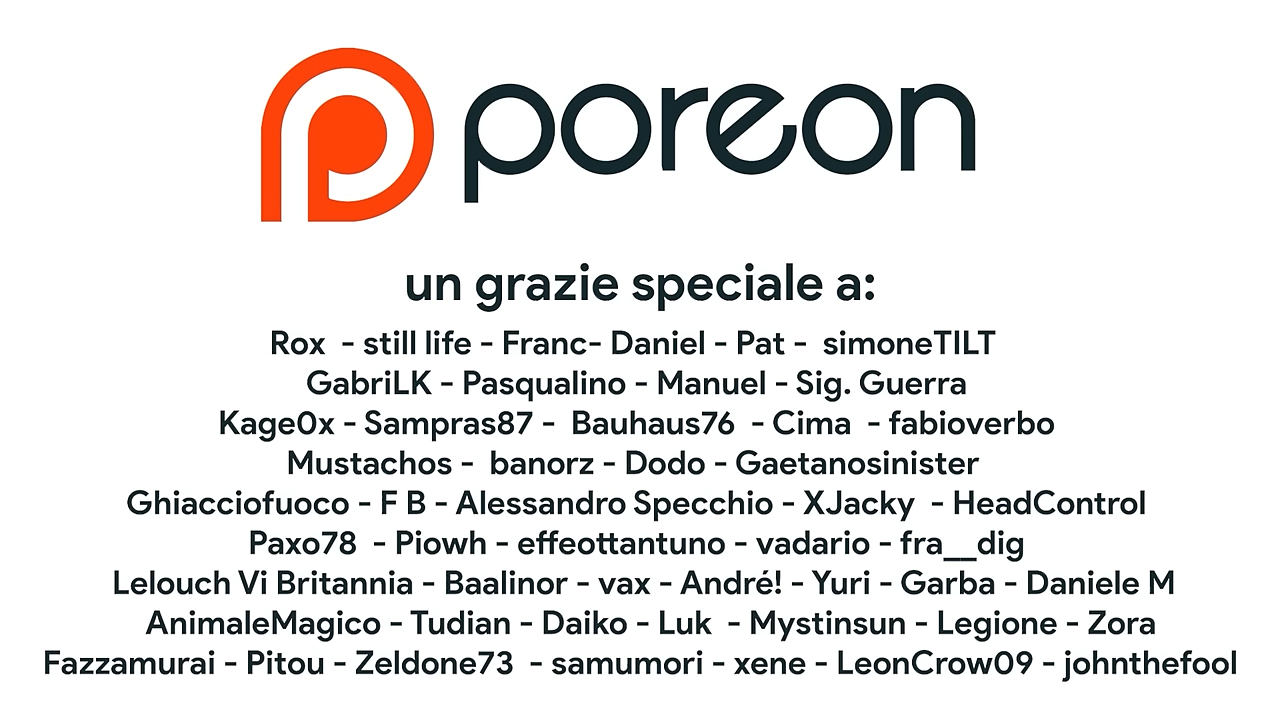 poreon
un grazie speciale a:
Rox - still life - Franc- Daniel - Pat - simoneTILT
GabriLK - Pasqualino - Manuel - Sig. Guerra
Kage0x - Sampras87 - Bauhaus76 - Cima - fabioverbo
Mustachos - banorz - Dodo - Gaetanosinister
Ghiacciofuoco - F B - Alessandro Specchio - XJacky - HeadControl
Paxo78 - Piowh - effeottantuno - vadario - fra__dig
Lelouch Vi Britannia - Baalinor - vax - André! - Yuri - Garba - Daniele M
AnimaleMagico - Tudian - Daiko - Luk - Mystinsun - Legione - Zora
Fazzamurai - Pitou - Zeldone73 - samumori - xene - LeonCrow09 - johnthefool